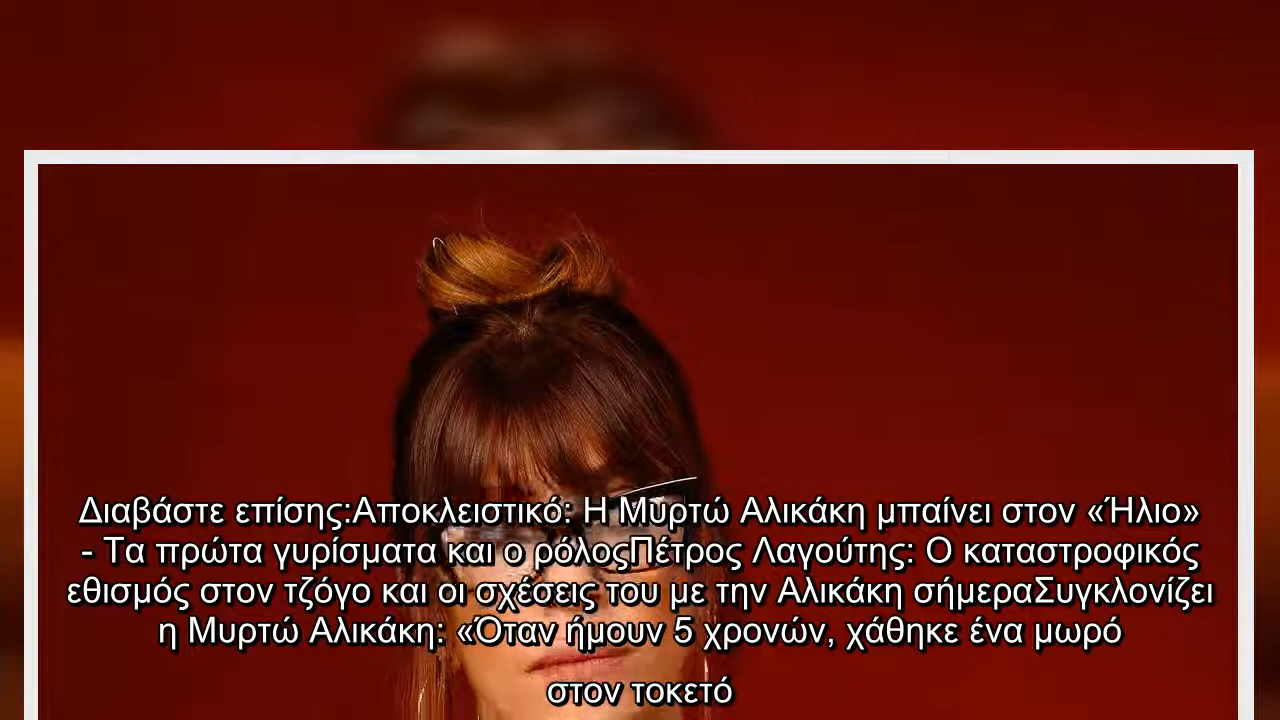 Διαβάστε επίσης:Αποκλειστικό: Η Μυρτώ Αλικάκη μπαίνει στον «Ήλιο»
- Τα πρώτα γυρίσματα και ο ρόλοςΠέτρος Λαγούτης: Ο καταστροφικός
εθισμός στον τζόγο και οι σχέσεις του με την Αλικάκη σήμεραΣυγκλονίζει
η Μυρτώ Αλικάκη: «Όταν ήμουν 5 χρονών, χάθηκε ένα μωρό
στον τοκετό